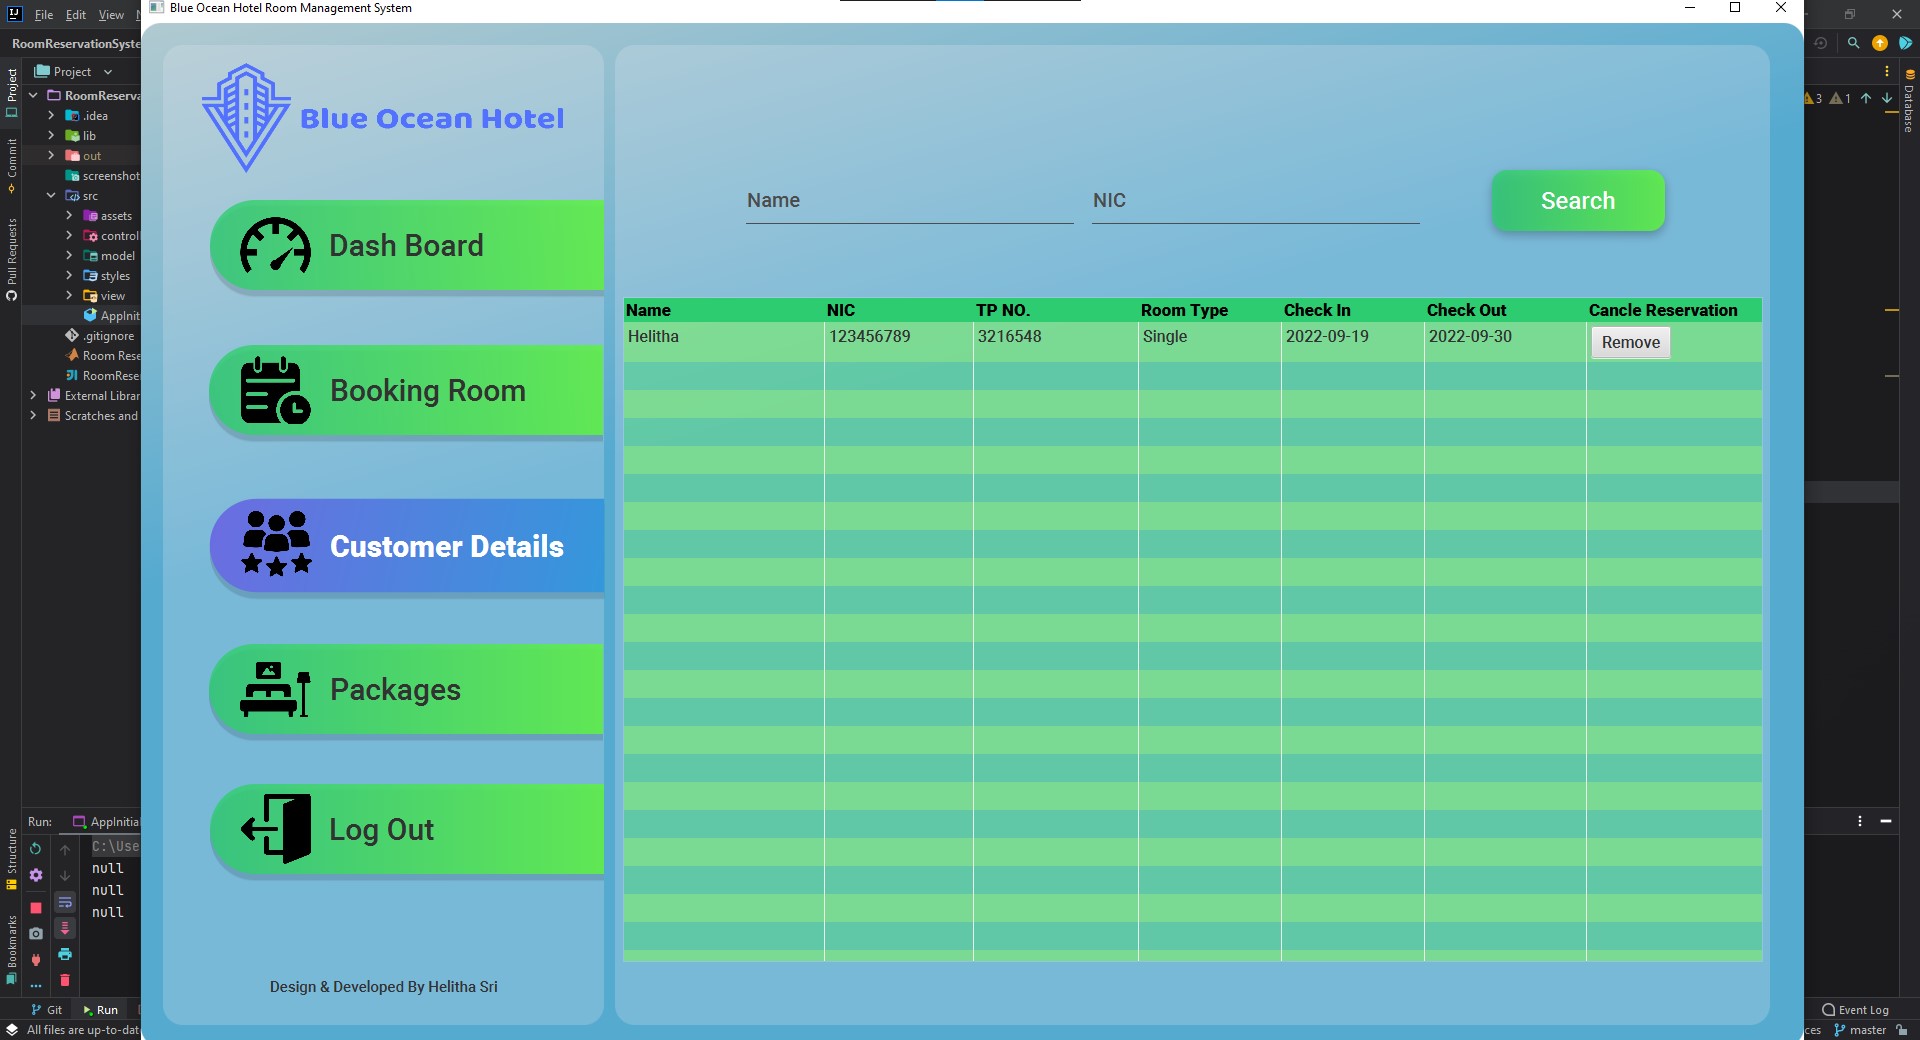 Blue Ocean Hotel Room Management System
File Edit View
RoomReservationSyste
Project
RoomReserva
.idea
lib
out
screenshot
src
assets
controll
model
styles
view
AppInit
.gitignore
Room Rese
RoomReser
External Librar
Scratches and
Project
Commit
Pull Requests
Structure
Bookmarks
Blue Ocean Hotel
Dash Board
Booking Room
Customer Details
Packages
Log Out
Design & Developed By Helitha Sri
Name NIC Search
Name NIC TP NO. Room Type Check In Check Out Cancle Reservation
Helitha 123456789 3216548 Single 2022-09-19 2022-09-30 Remove
3 1
Database
Run: AppInitia
C:\Use
null
null
null
Git Run
Event Log
All files are up-to-dat
ces master